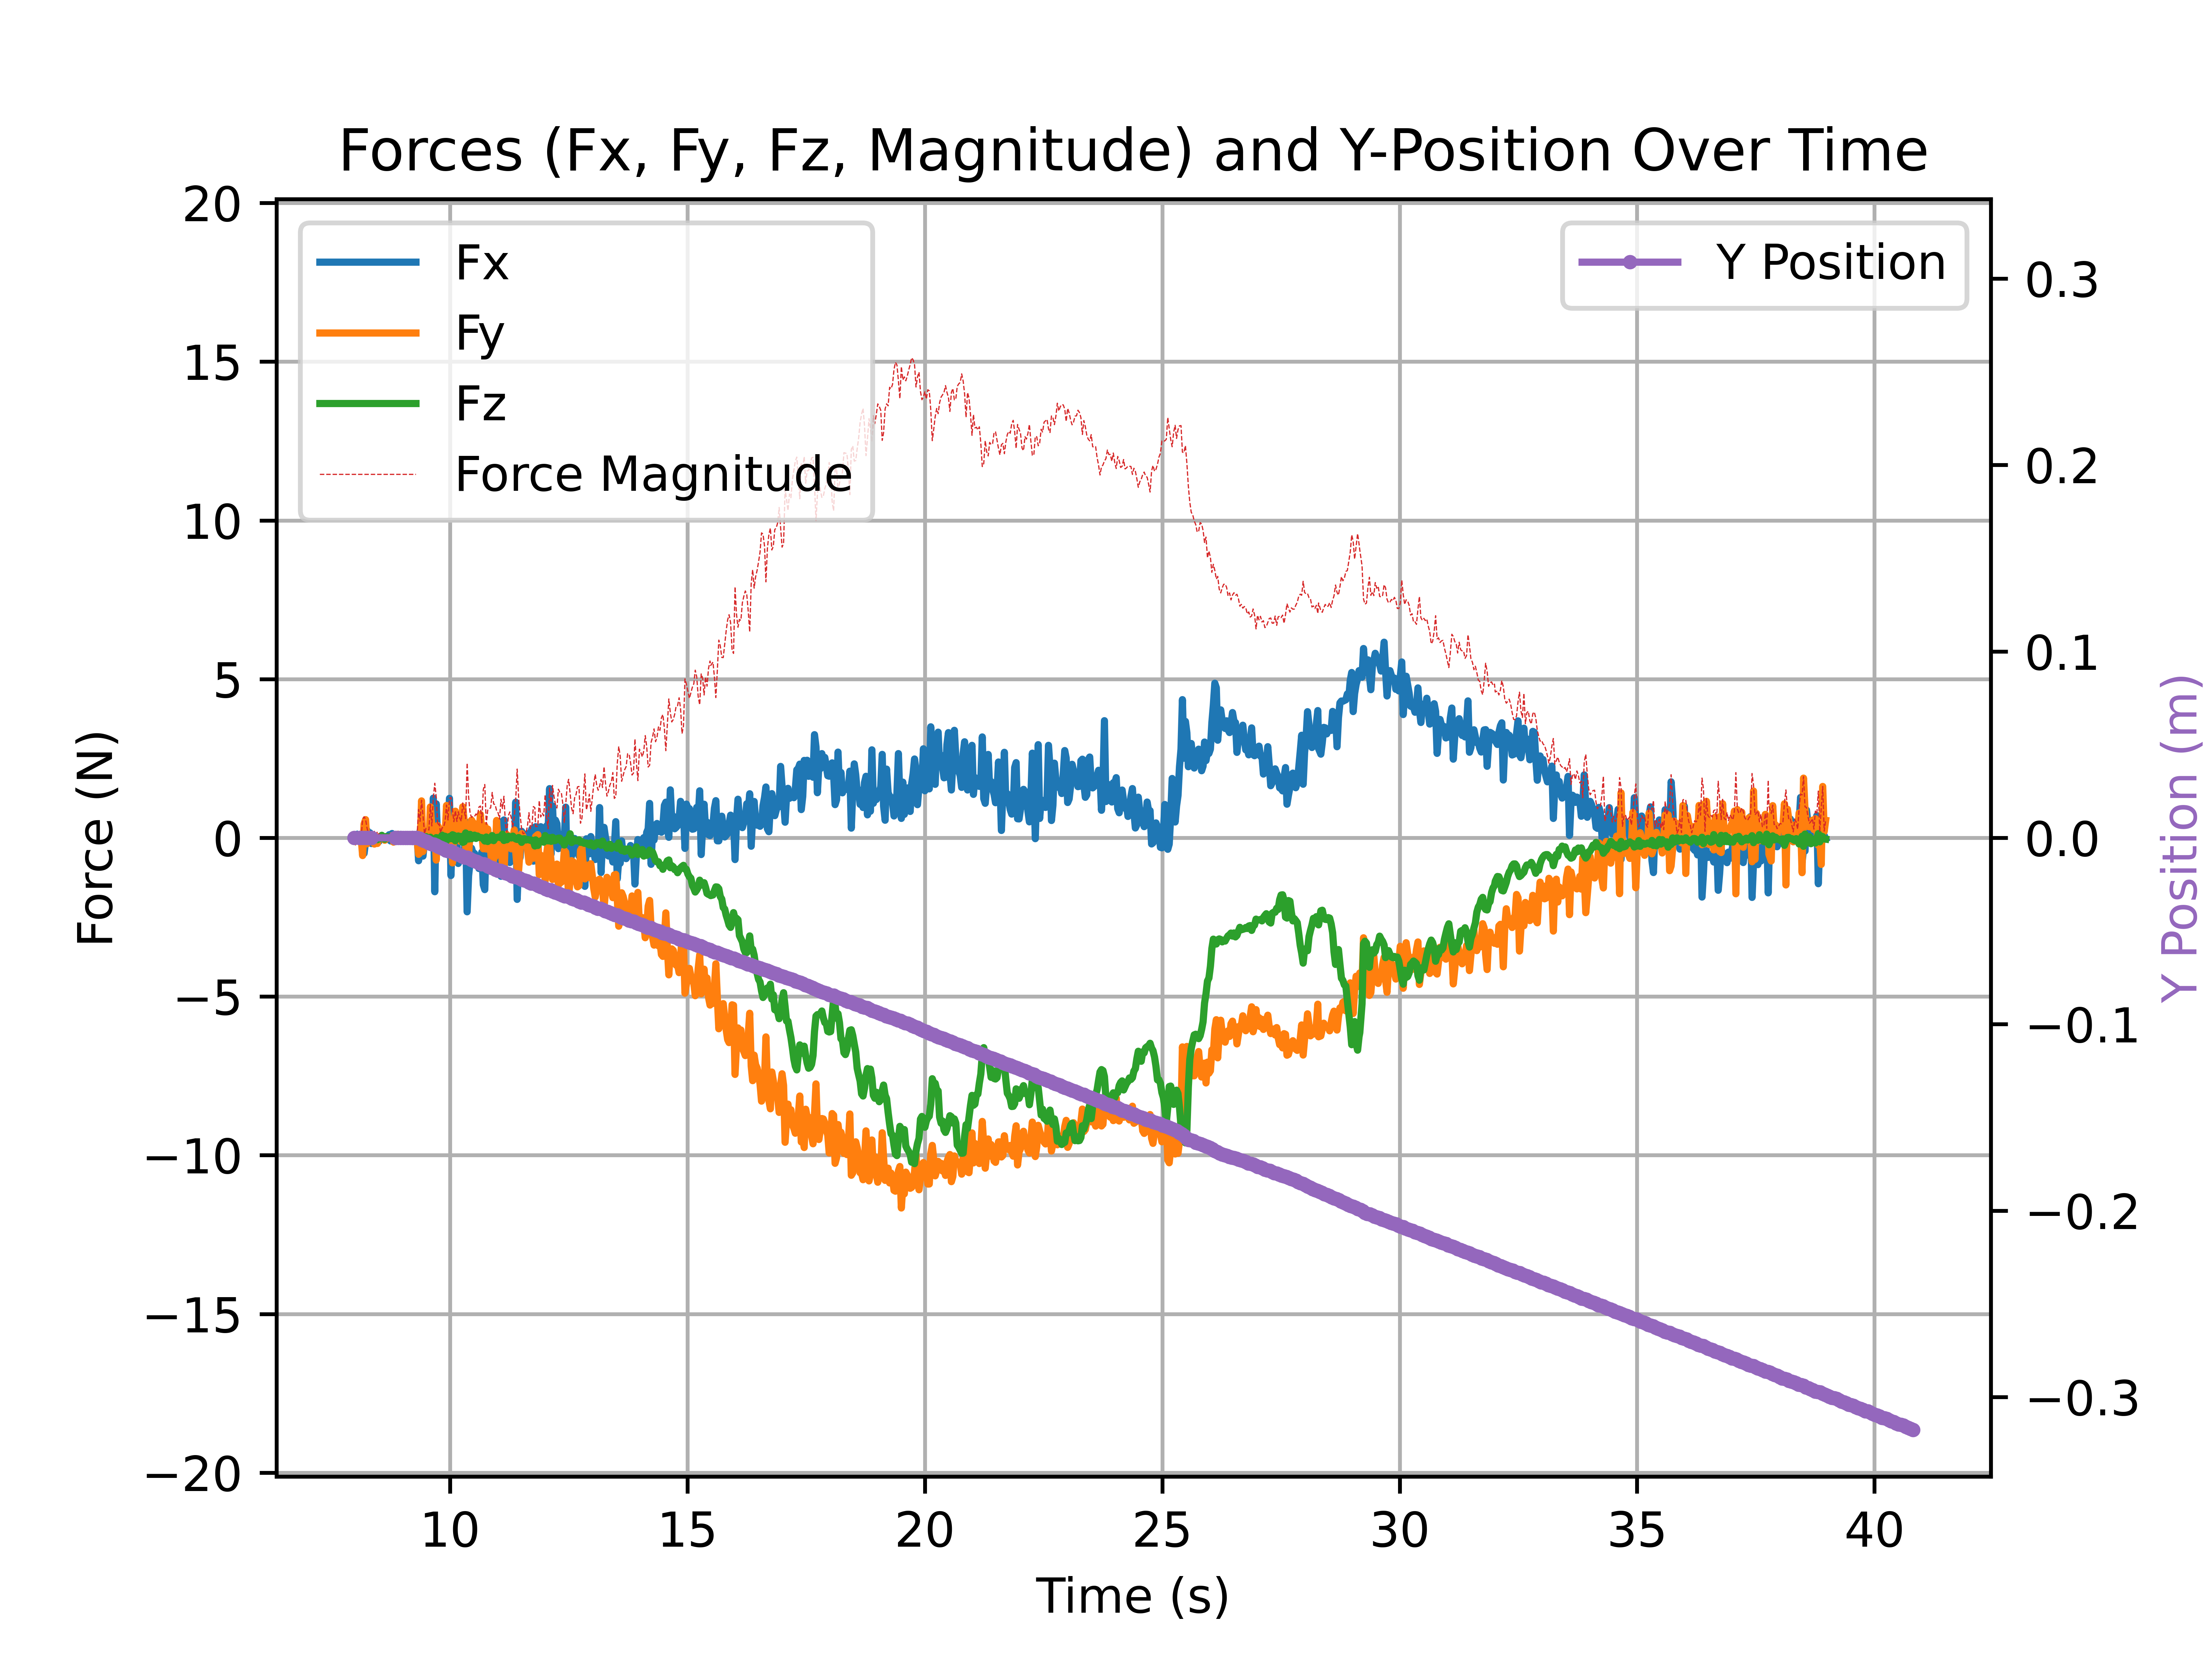 Forces (Fx, Fy, Fz, Magnitude) and Y-Position Over Time
Fx
Fy
Fz
Force Magnitude
Y Position
20
15
10
5
0
−5
−10
−15
−20
Force (N)
0.3
0.2
0.1
0.0
−0.1
−0.2
−0.3
Y Position (m)
10
15
20
25
30
35
40
Time (s)